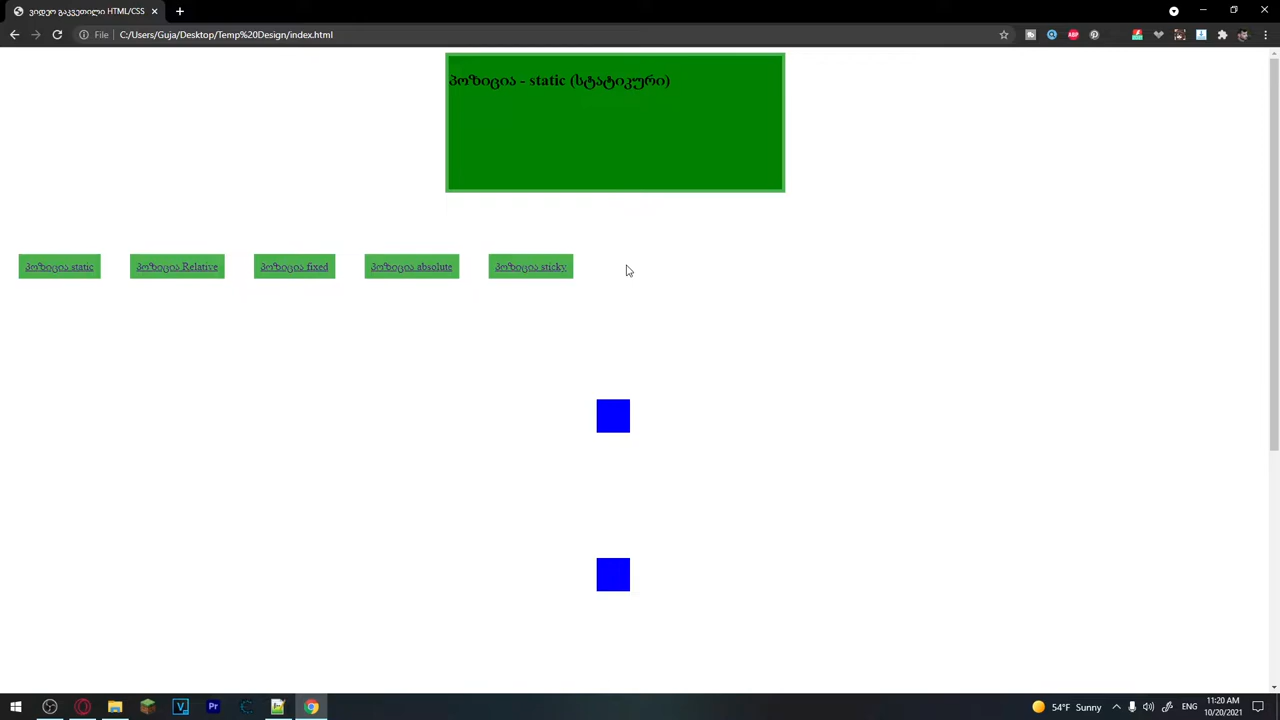 ვიდეო გაკვეთილი HTML/CSS
File
C:/Users/Guja/Desktop/Temp%20Design/index.html
პოზიცია - static (სტატიკური)
პოზიცია static
პოზიცია Relative
პოზიცია fixed
პოზიცია absolute
პოზიცია sticky
54°F Sunny
ENG
11:20 AM
10/20/2021